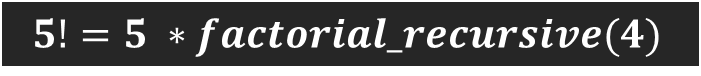 5! = 5 * factorial_recursive(4)